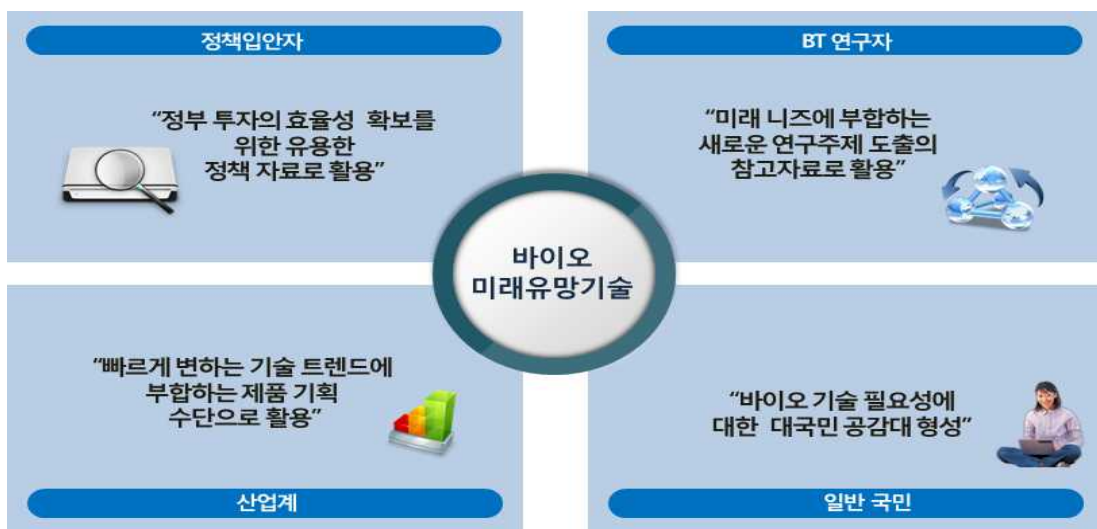 정책입안자
“정부 투자의 효율성 확보를
위한 유용한
정책 자료로 활용”
BT 연구자
“미래 니즈에 부합하는
새로운 연구주제 도출의
참고자료로 활용”
바이오
미래유망기술
“빠르게 변하는 기술 트렌드에
부합하는 제품 기획
수단으로 활용”
산업계
“바이오 기술 필요성에
대한 대국민 공감대 형성”
일반 국민